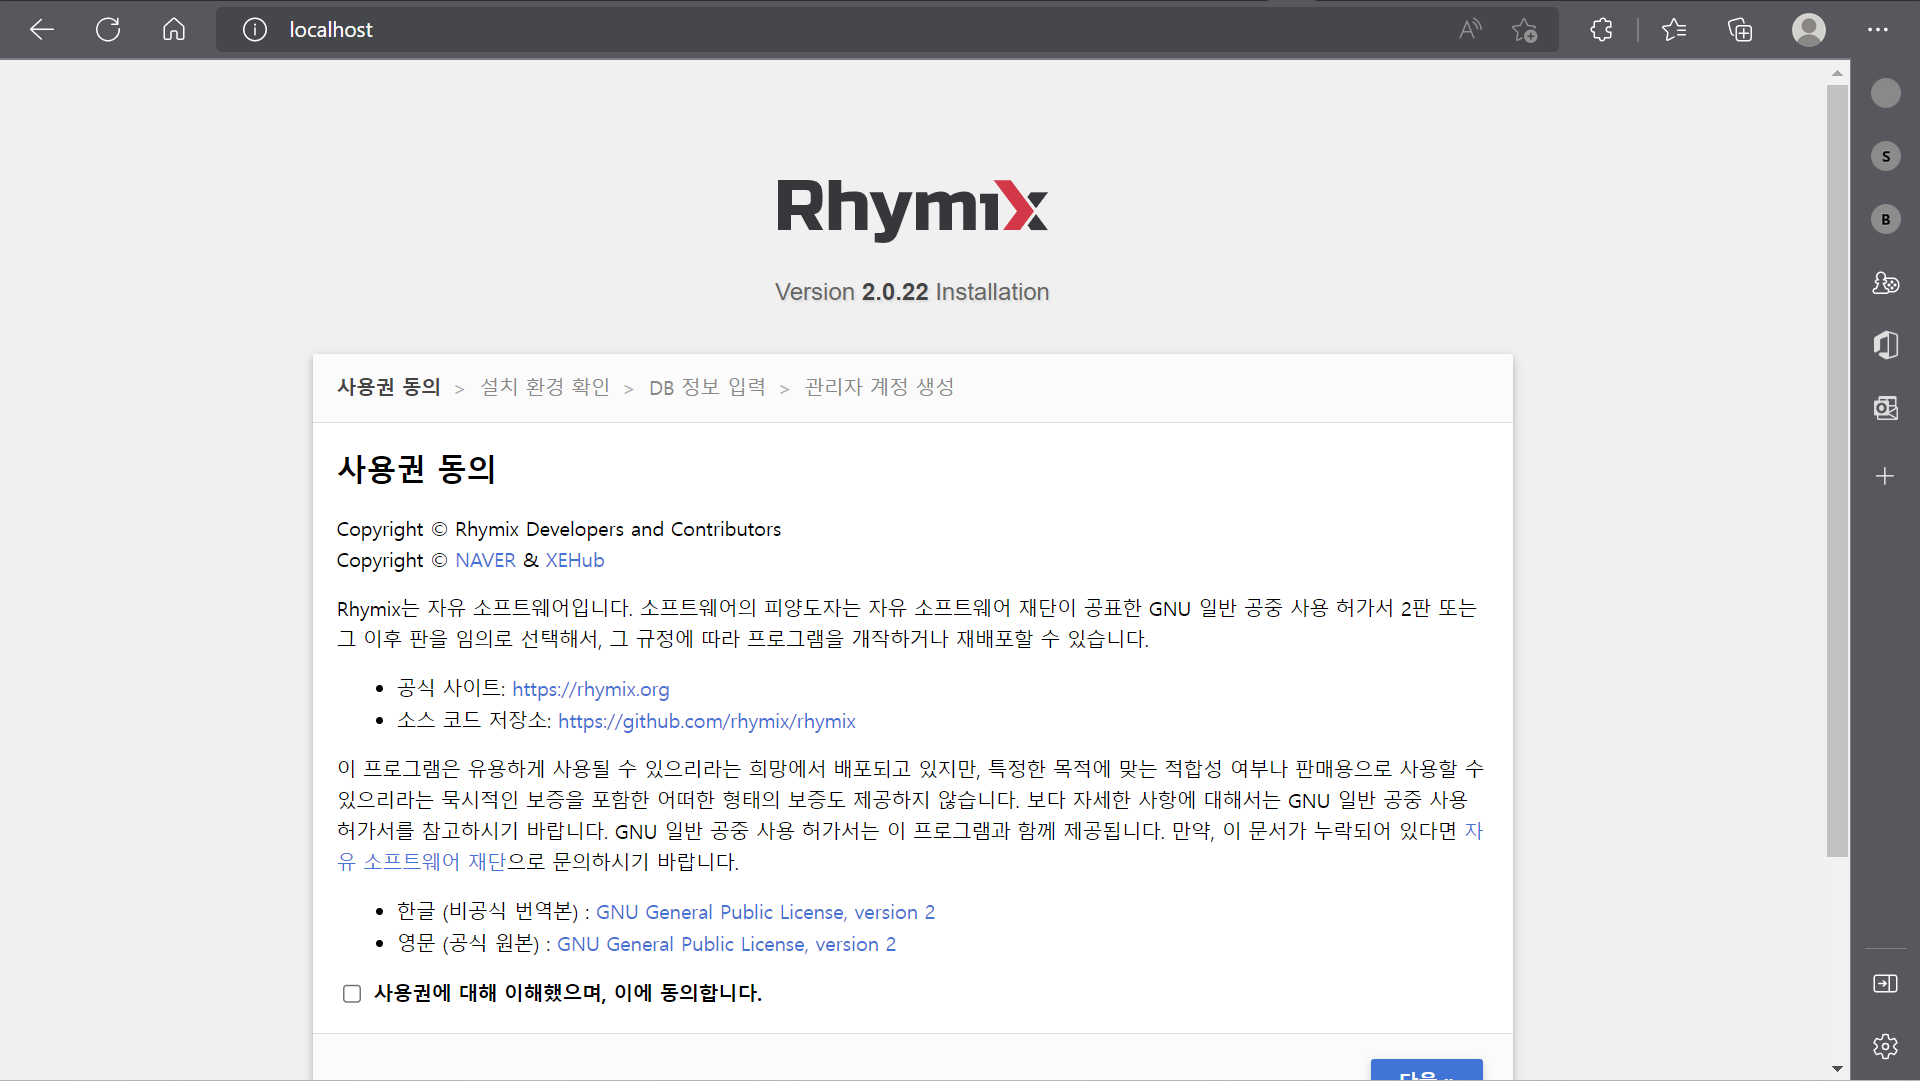 localhost
S
B
Rhymix
Version 2.0.22 Installation
사용권 동의 > 설치 환경 확인 > DB 정보 입력 > 관리자 계정 생성
사용권 동의
Copyright © Rhymix Developers and Contributors
Copyright © NAVER & XEHub
Rhymix는 자유 소프트웨어입니다. 소프트웨어의 피양도자는 자유 소프트웨어 재단이 공표한 GNU 일반 공중 사용 허가서 2판 또는
그 이후 판을 임의로 선택해서, 그 규정에 따라 프로그램을 개작하거나 재배포할 수 있습니다.
• 공식 사이트: https://rhymix.org
• 소스 코드 저장소: https://github.com/rhymix/rhymix
이 프로그램은 유용하게 사용될 수 있으리라는 희망에서 배포되고 있지만, 특정한 목적에 맞는 적합성 여부나 판매용으로 사용할 수
있으리라는 묵시적인 보증을 포함한 어떠한 형태의 보증도 제공하지 않습니다. 보다 자세한 사항에 대해서는 GNU 일반 공중 사용
허가서를 참고하시기 바랍니다. GNU 일반 공중 사용 허가서는 이 프로그램과 함께 제공됩니다. 만약, 이 문서가 누락되어 있다면 자
유 소프트웨어 재단으로 문의하시기 바랍니다.
• 한글 (비공식 번역본) : GNU General Public License, version 2
• 영문 (공식 원본) : GNU General Public License, version 2
사용권에 대해 이해했으며, 이에 동의합니다.
다음 »